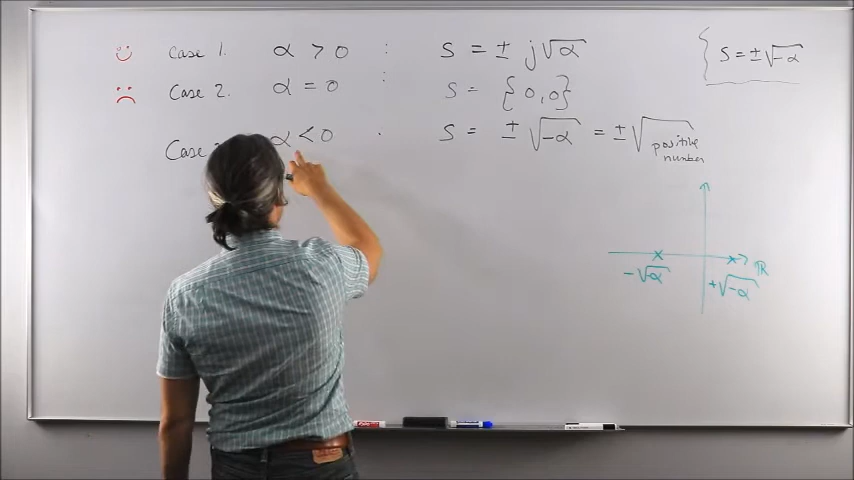 Case 1. α > 0 : S = ± j√α
Case 2. α = 0 : S = {0,0}
Case α < 0 . S = ± √-α = ± √positive number
S = ± √-α
ℝ
-√-α
+√-α